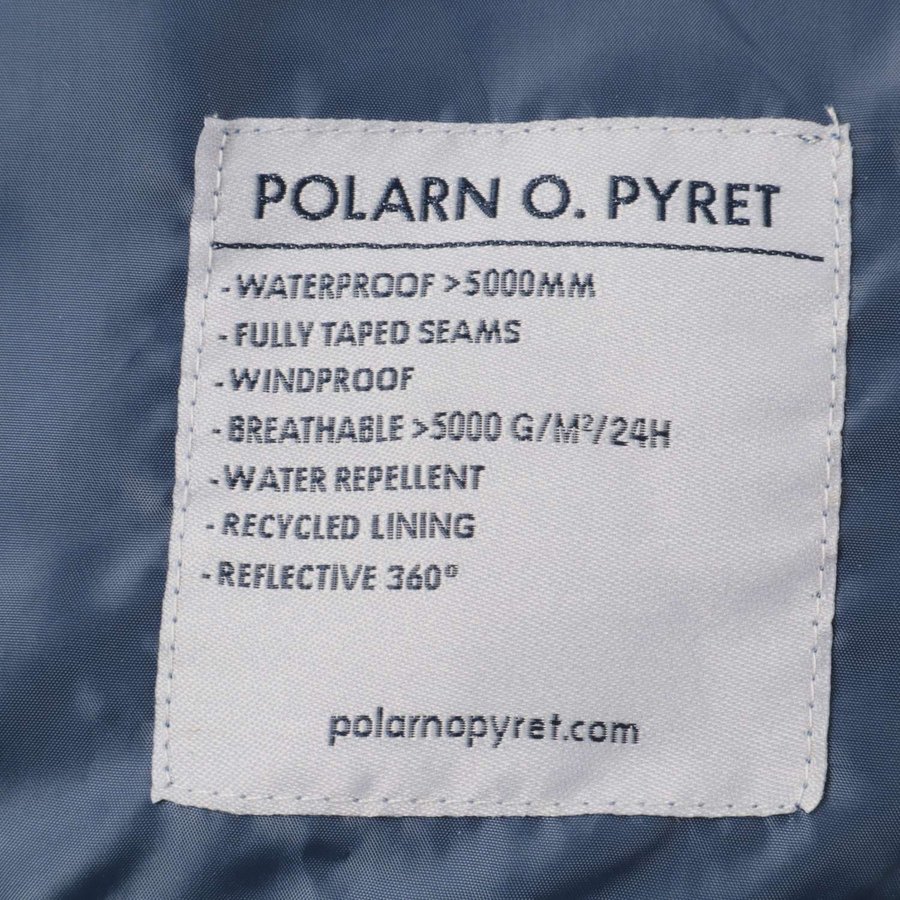 POLARN O. PYRET
-WATERPROOF >5000MM
-FULLY TAPED SEAMS
-WINDPROOF
-BREATHABLE >5000 G/M²/24H
-WATER REPELLENT
-RECYCLED LINING
-REFLECTIVE 360°
polarnopyret.com